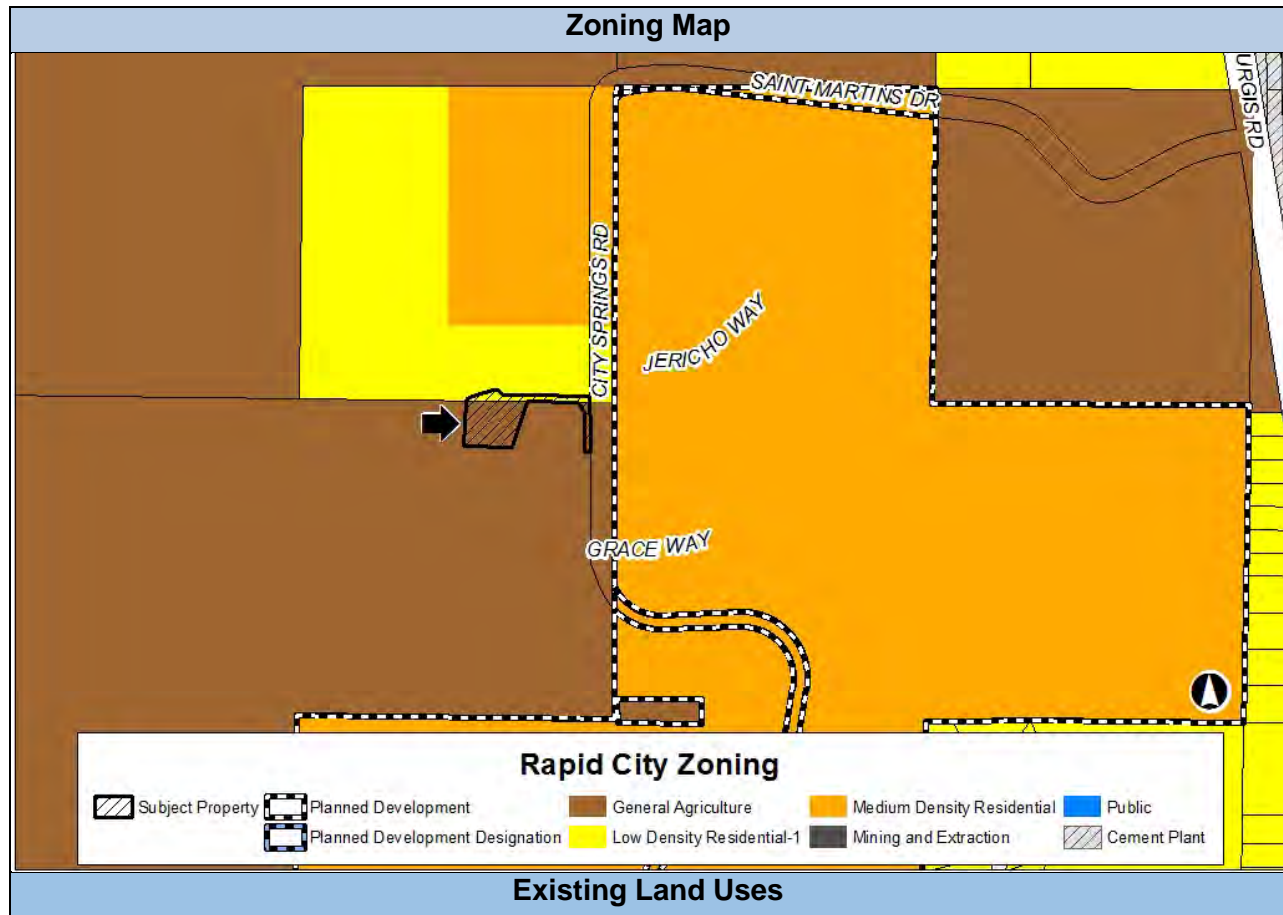 Zoning Map
SAINT MARTINS DR
URGIS RD
CITY SPRINGS RD
JERICHO WAY
GRACE WAY
Rapid City Zoning
Subject Property
Planned Development
General Agriculture
Medium Density Residential
Public
Planned Development Designation
Low Density Residential-1
Mining and Extraction
Cement Plant
Existing Land Uses